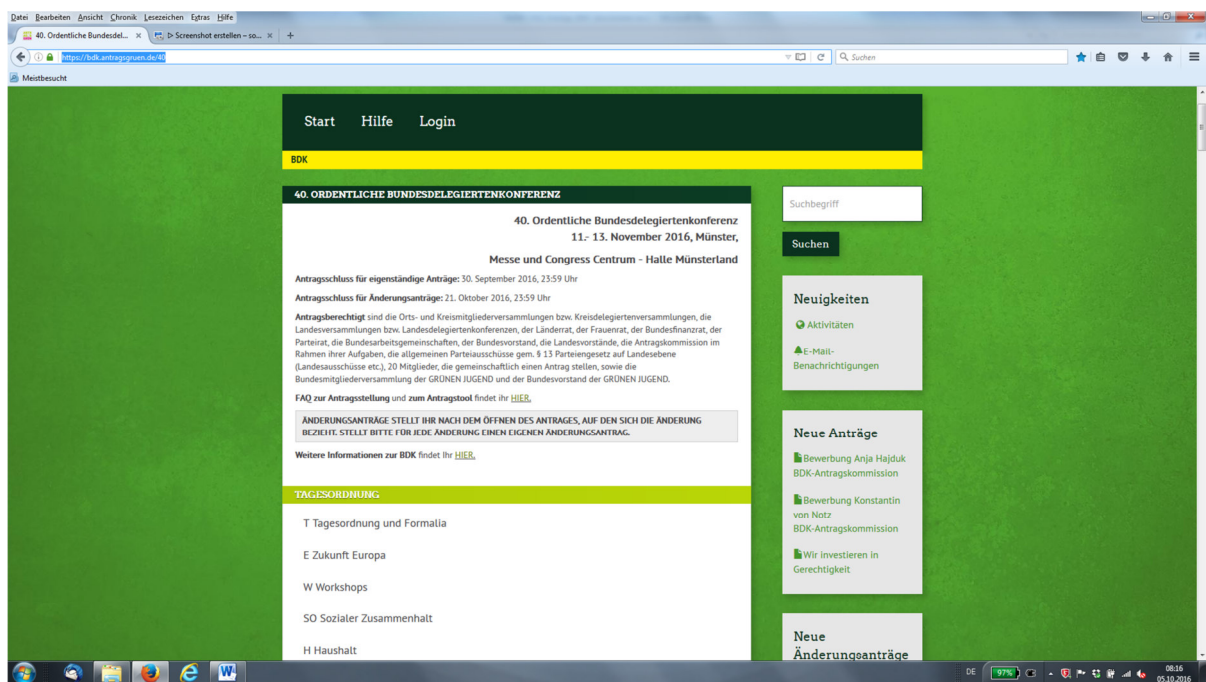 Datei Bearbeiten Ansicht Chronik Lesezeichen Extras Hilfe
40. Ordentliche Bundesdel... × ▷ Screenshot erstellen – so... × +
https://bdk.antragsgruen.de/40
Suchen
Meistbesucht
Start Hilfe Login
BDK
40. ORDENTLICHE BUNDESDELEGIERTENKONFERENZ
40. Ordentliche Bundesdelegiertenkonferenz
11.- 13. November 2016, Münster,
Messe und Congress Centrum - Halle Münsterland
Antragsschluss für eigenständige Anträge: 30. September 2016, 23:59 Uhr
Antragsschluss für Änderungsanträge: 21. Oktober 2016, 23:59 Uhr
Antragsberechtigt sind die Orts- und Kreismitgliederversammlungen bzw. Kreisdelegiertenversammlungen, die
Landesversammlungen bzw. Landesdelegiertenkonferenzen, der Länderrat, der Frauenrat, der Bundesfinanzrat, der
Parteirat, die Bundesarbeitsgemeinschaften, der Bundesvorstand, die Landesvorstände, die Antragskommission im
Rahmen ihrer Aufgaben, die allgemeinen Parteiausschüsse gem. § 13 Parteiengesetz auf Landesebene
(Landesausschüsse etc.), 20 Mitglieder, die gemeinschaftlich einen Antrag stellen, sowie die
Bundesmitgliederversammlung der GRÜNEN JUGEND und der Bundesvorstand der GRÜNEN JUGEND.
FAQ zur Antragsstellung und zum Antragstool findet ihr HIER.
ÄNDERUNGSANTRÄGE STELLT IHR NACH DEM ÖFFNEN DES ANTRAGES, AUF DEN SICH DIE ÄNDERUNG
BEZIEHT. STELLT BITTE FÜR JEDE ÄNDERUNG EINEN EIGENEN ÄNDERUNGSANTRAG.
Weitere Informationen zur BDK findet Ihr HIER.
TAGESORDNUNG
T Tagesordnung und Formalia
E Zukunft Europa
W Workshops
SO Sozialer Zusammenhalt
H Haushalt
Suchbegriff
Suchen
Neuigkeiten
Aktivitäten
E-Mail-
Benachrichtigungen
Neue Anträge
Bewerbung Anja Hajduk
BDK-Antragskommission
Bewerbung Konstantin
von Notz
BDK-Antragskommission
Wir investieren in
Gerechtigkeit
Neue
Änderungsanträge
DE 97% 08:16
05.10.2016